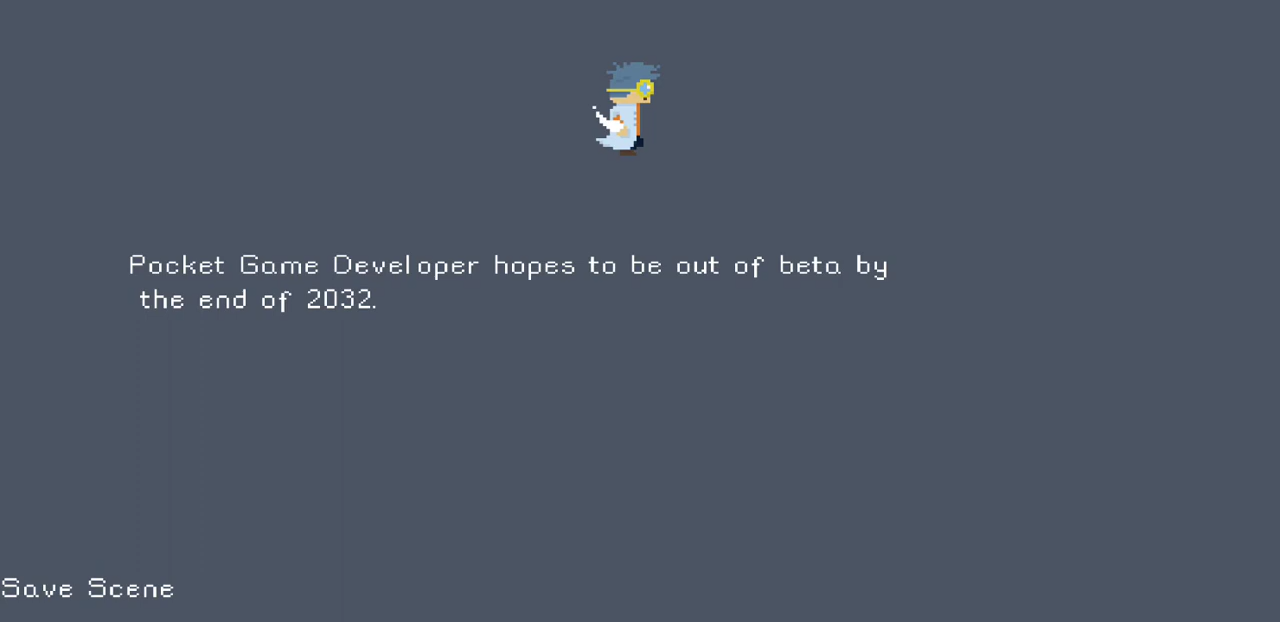 Pocket Game Developer hopes to be out of beta by
the end of 2032.
Save Scene